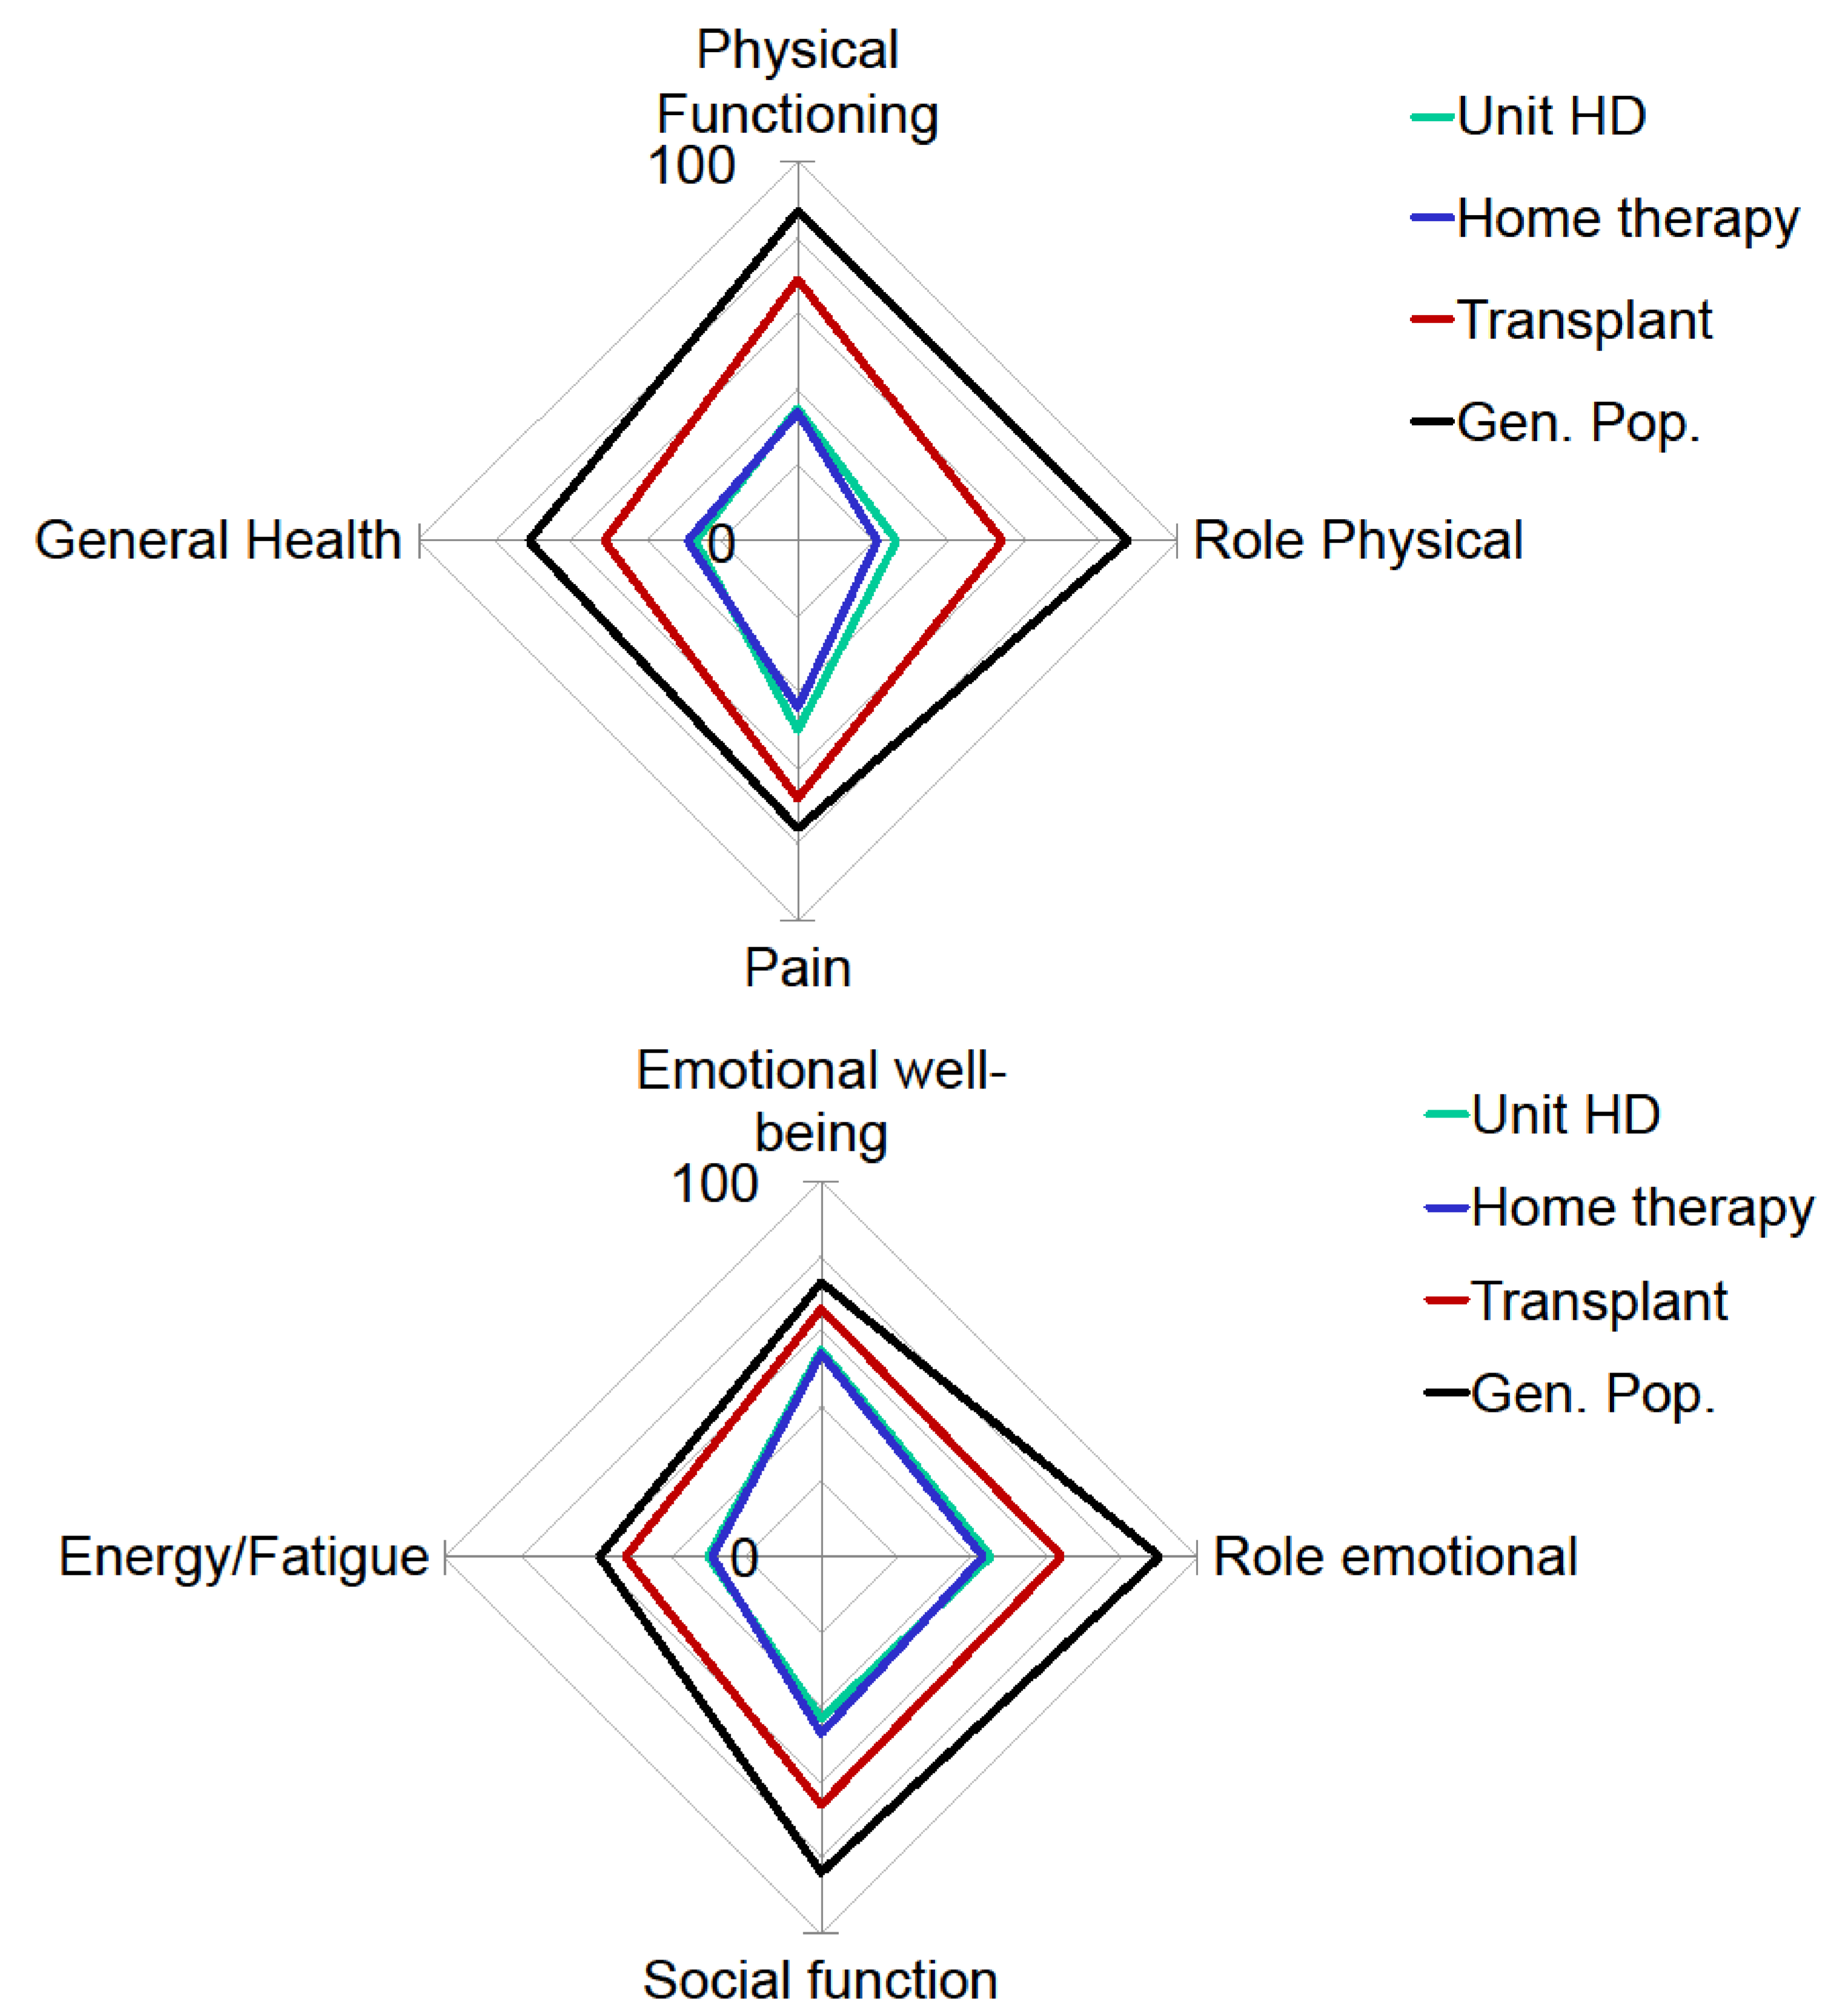 Physical
Functioning
100
Unit HD
Home therapy
Transplant
Gen. Pop.
General Health
0
Role Physical
Pain
Emotional well-
being
100
Unit HD
Home therapy
Transplant
Gen. Pop.
Energy/Fatigue
0
Role emotional
Social function